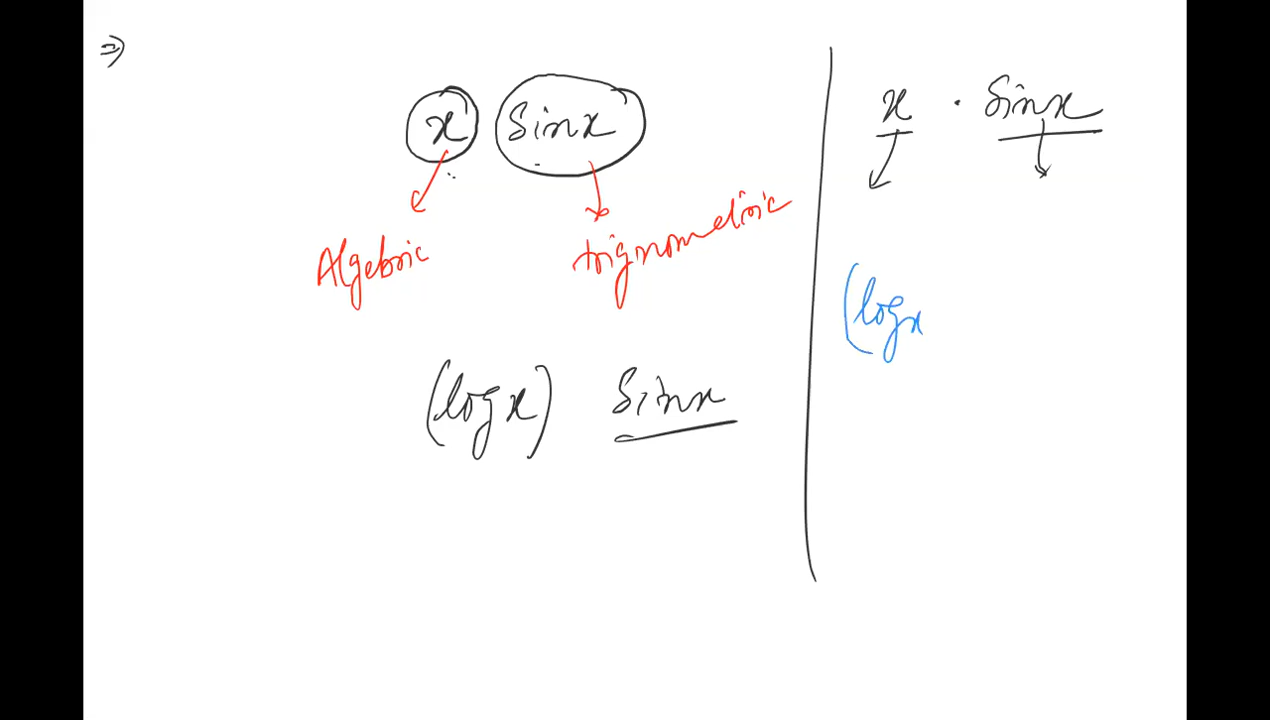 ⇒
x sinx
Algebric trignometric
(logx) sinx
x · sinx
(logx